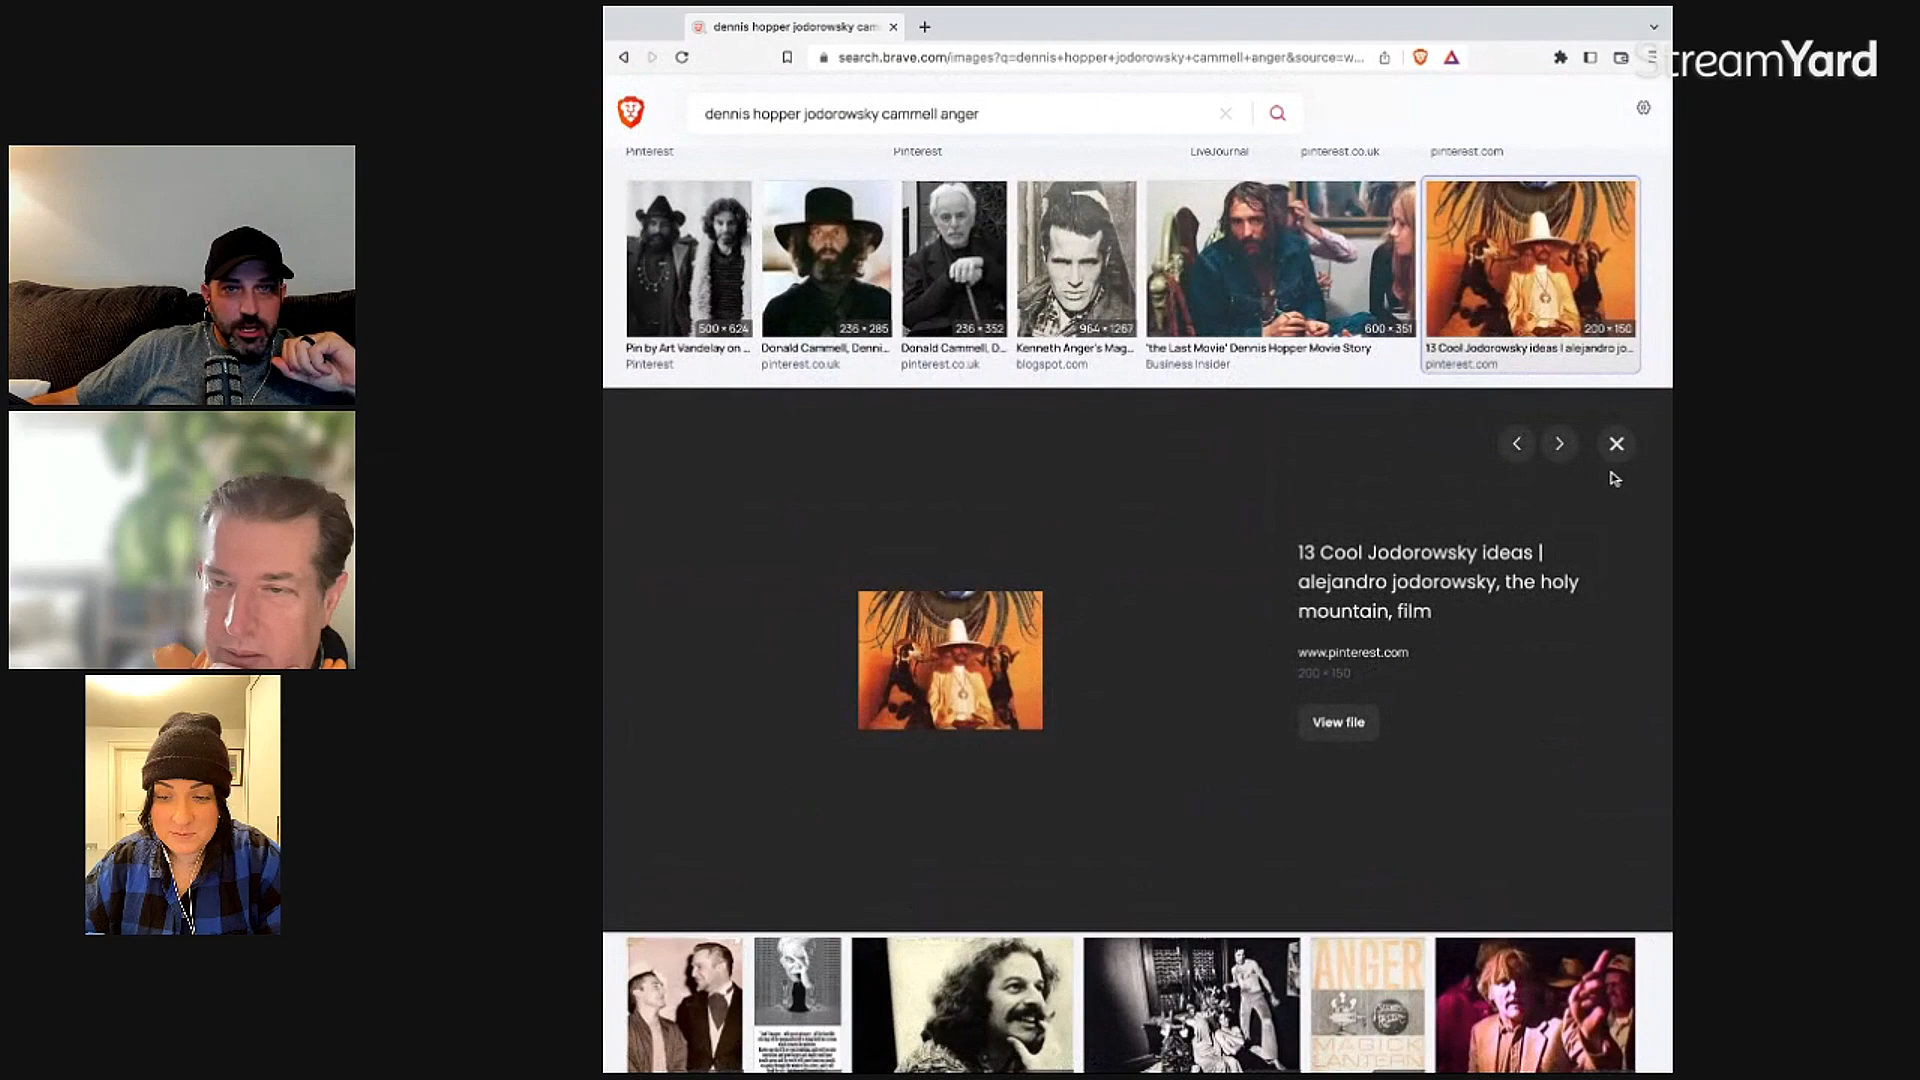 dennis hopper jodorowsky cam
search.brave.com/images?q=dennis+hopper+jodorowsky+cammell+anger&source=w...
StreamYard
dennis hopper jodorowsky cammell anger
Pinterest
Pinterest
LiveJournal
pinterest.co.uk
pinterest.com
500 × 624
236 × 285
236 × 352
964 × 1267
600 × 351
200 × 150
Pin by Art Vandelay on ...
Donald Cammell, Denni...
Donald Cammell, D...
Kenneth Anger's Mag...
'the Last Movie' Dennis Hopper Movie Story
13 Cool Jodorowsky ideas | alejandro jo...
Pinterest
pinterest.co.uk
pinterest.co.uk
blogspot.com
Business Insider
pinterest.com
13 Cool Jodorowsky ideas |
alejandro jodorowsky, the holy
mountain, film
www.pinterest.com
200 × 150
View file
ANGER
MAGICK
LANTERN